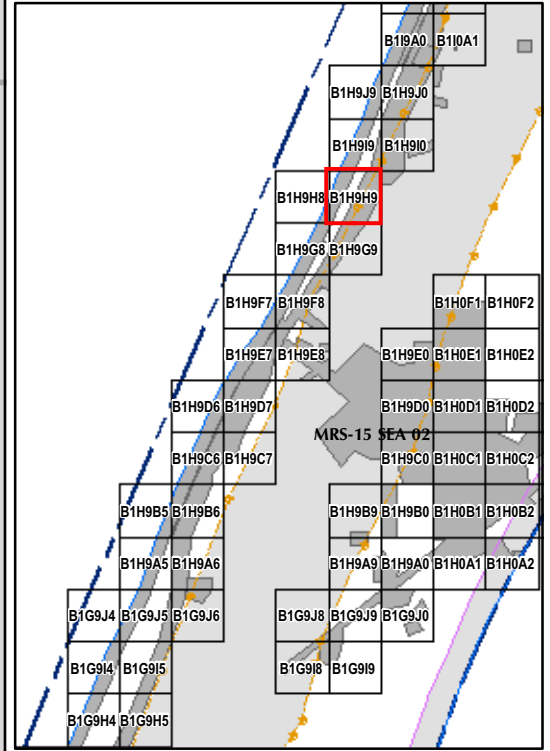 B1I9A0 B1I0A1
B1H9J9 B1H9J0
B1H9I9 B1H9I0
B1H9H8 B1H9H9
B1H9G8 B1H9G9
B1H9F7 B1H9F8 B1H0F1 B1H0F2
B1H9E7 B1H9E8 B1H9E0 B1H0E1 B1H0E2
B1H9D6 B1H9D7 B1H9D0 B1H0D1 B1H0D2
MRS-15 SEA 02
B1H9C6 B1H9C7 B1H9C0 B1H0C1 B1H0C2
B1H9B5 B1H9B6 B1H9B9 B1H9B0 B1H0B1 B1H0B2
B1H9A5 B1H9A6 B1H9A9 B1H9A0 B1H0A1 B1H0A2
B1G9J4 B1G9J5 B1G9J6 B1G9J8 B1G9J9 B1G9J0
B1G9I4 B1G9I5 B1G9I8 B1G9I9
B1G9H4 B1G9H5